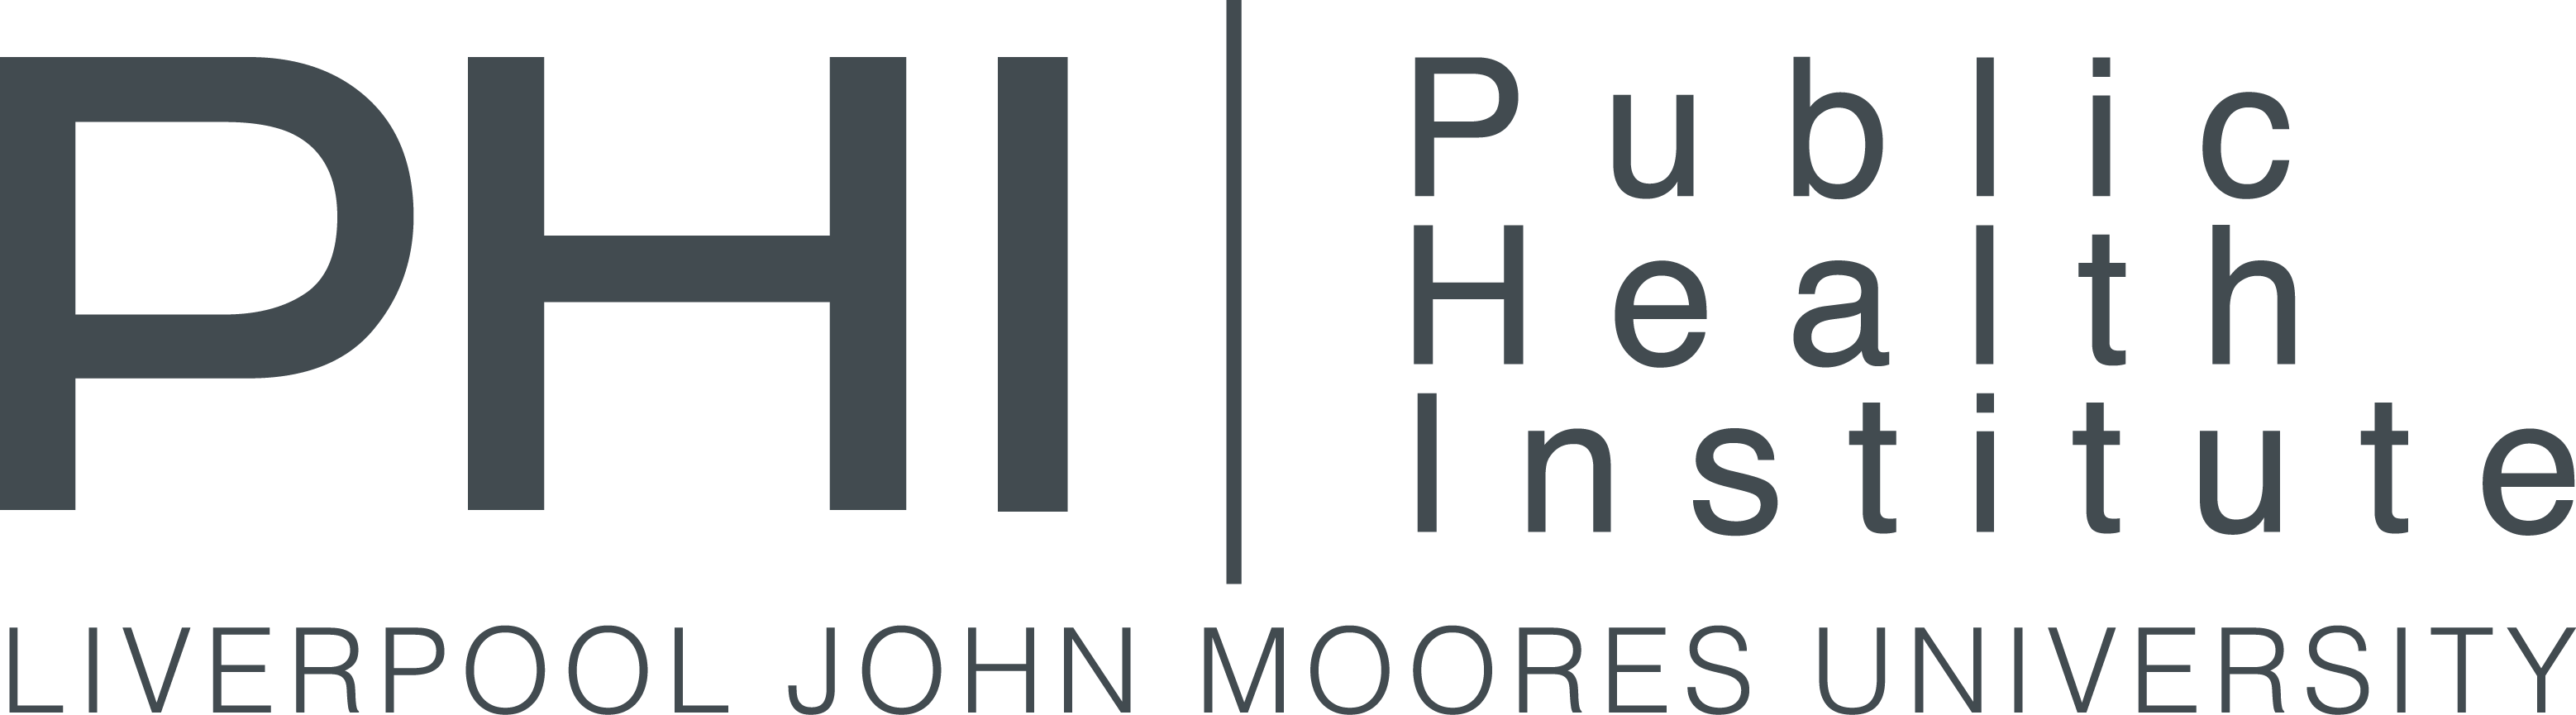 PHI
Public
Health
Institute
LIVERPOOL JOHN MOORES UNIVERSITY